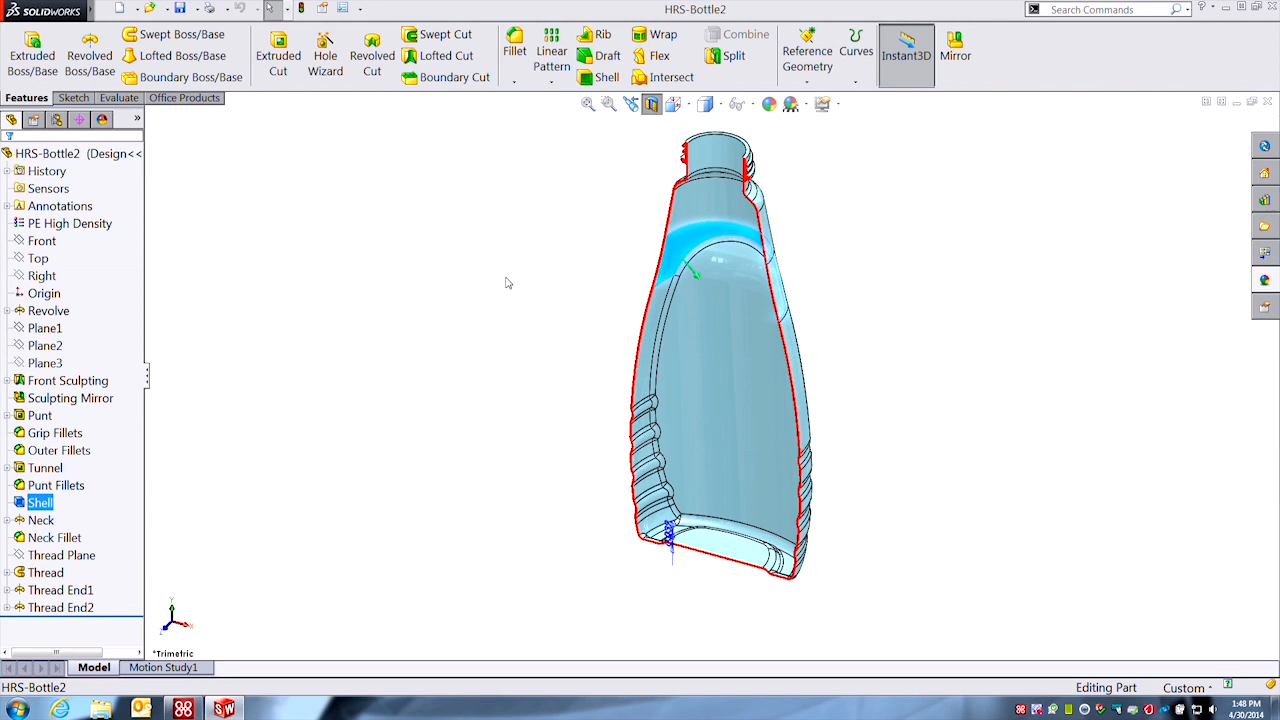 SOLIDWORKS
HRS-Bottle2
Search Commands
Extruded Boss/Base
Revolved Boss/Base
Swept Boss/Base
Lofted Boss/Base
Boundary Boss/Base
Extruded Cut
Hole Wizard
Revolved Cut
Swept Cut
Lofted Cut
Boundary Cut
Fillet
Linear Pattern
Rib
Draft
Shell
Wrap
Flex
Intersect
Combine
Split
Reference Geometry
Curves
Instant3D
Mirror
Features
Sketch
Evaluate
Office Products
HRS-Bottle2 (Design<<
History
Sensors
Annotations
PE High Density
Front
Top
Right
Origin
Revolve
Plane1
Plane2
Plane3
Front Sculpting
Sculpting Mirror
Punt
Grip Fillets
Outer Fillets
Tunnel
Punt Fillets
Shell
Neck
Neck Fillet
Thread Plane
Thread
Thread End1
Thread End2
*Trimetric
Model
Motion Study1
HRS-Bottle2
Editing Part
Custom
1:48 PM
4/30/2014